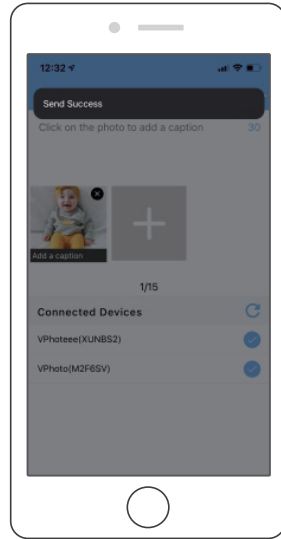 12:32
Send Success
Click on the photo to add a caption 30
Add a caption
1/15
Connected Devices
VPhoteee(XUNBS2)
VPhoto(M2F6SV)